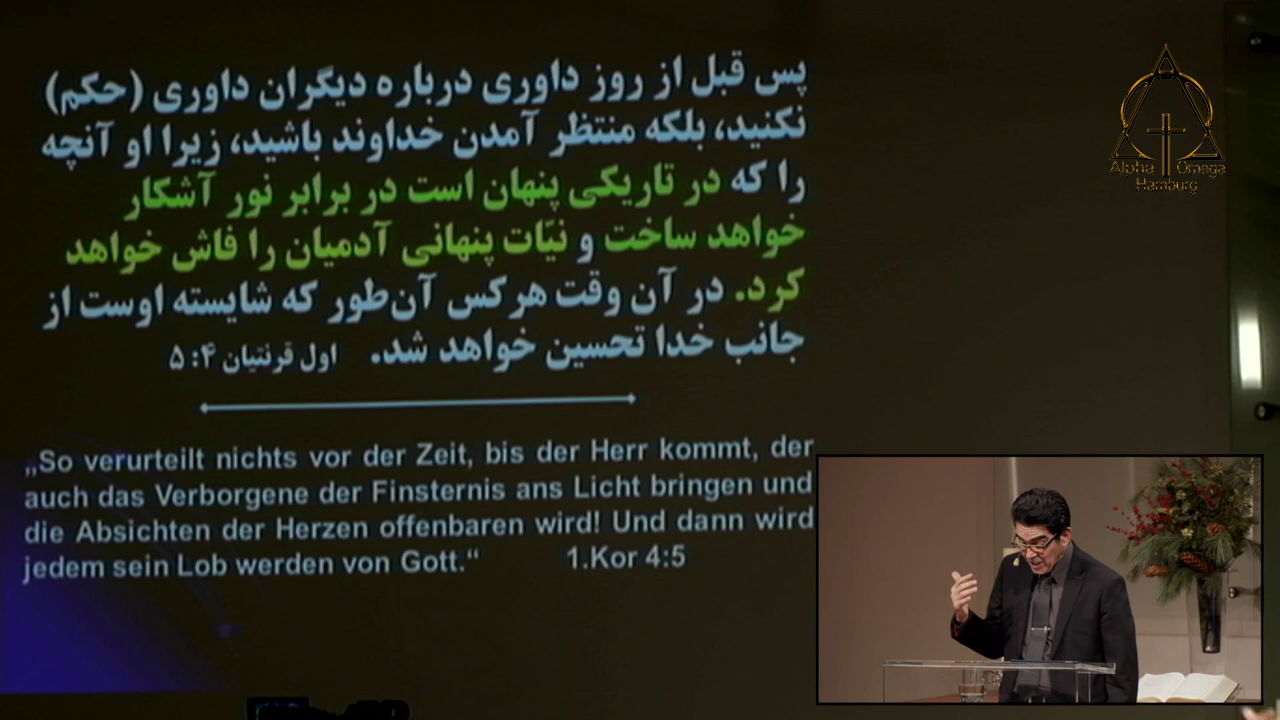 پس قبل از روز داوری درباره دیگران داوری (حکم)
نکنید، بلکه منتظر آمدن خداوند باشید، زیرا او آنچه
را که در تاریکی پنهان است در برابر نور آشکار
خواهد ساخت و نیّات پنهانی آدمیان را فاش خواهد
کرد. در آن وقت هرکس آن‌طور که شایسته اوست از
جانب خدا تحسین خواهد شد. اول قرنتیان ۴: ۵
„So verurteilt nichts vor der Zeit, bis der Herr kommt, der
auch das Verborgene der Finsternis ans Licht bringen und
die Absichten der Herzen offenbaren wird! Und dann wird
jedem sein Lob werden von Gott.“ 1.Kor 4:5
Alpha Omega
Hamburg